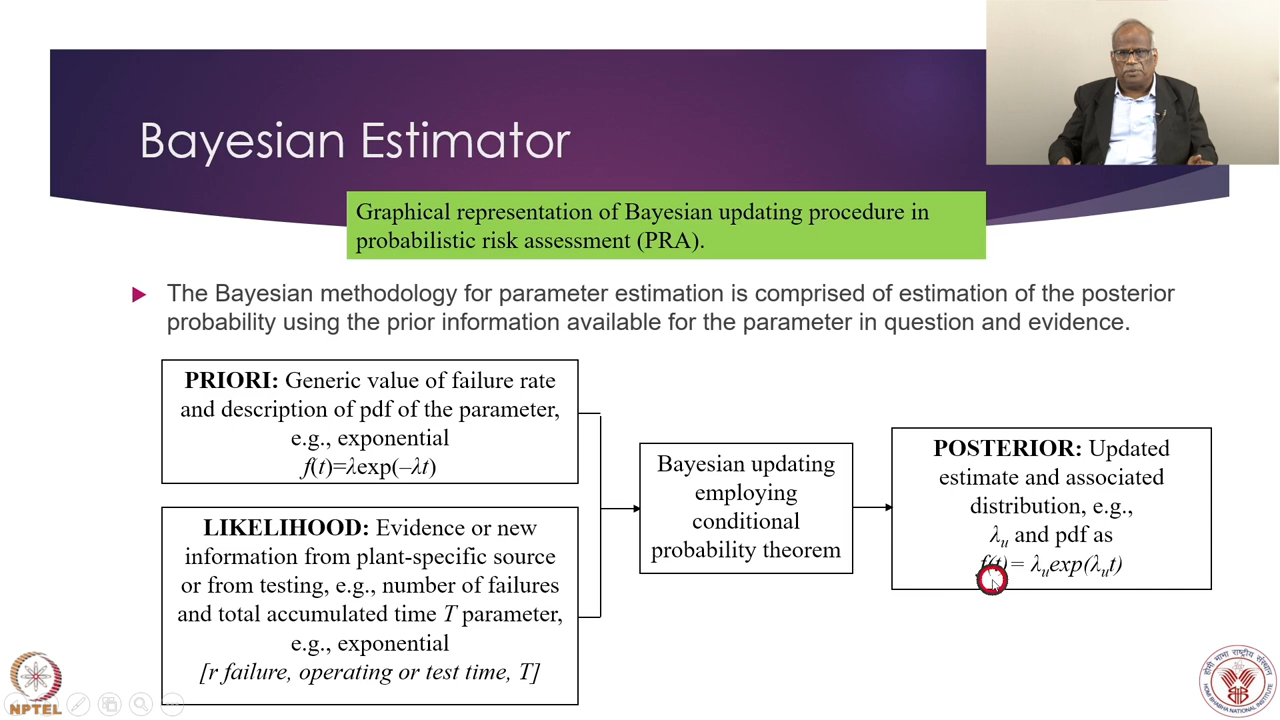 Bayesian Estimator
Graphical representation of Bayesian updating procedure in
probabilistic risk assessment (PRA).
The Bayesian methodology for parameter estimation is comprised of estimation of the posterior
probability using the prior information available for the parameter in question and evidence.
PRIORI: Generic value of failure rate
and description of pdf of the parameter,
e.g., exponential
f(t)=λexp(–λt)
LIKELIHOOD: Evidence or new
information from plant-specific source
or from testing, e.g., number of failures
and total accumulated time T parameter,
e.g., exponential
[r failure, operating or test time, T]
Bayesian updating
employing
conditional
probability theorem
POSTERIOR: Updated
estimate and associated
distribution, e.g.,
λu and pdf as
f(t)= λuexp(λut)
NPTEL
होमी भाभा राष्ट्रीय संस्थान
HOMI BHABHA NATIONAL INSTITUTE